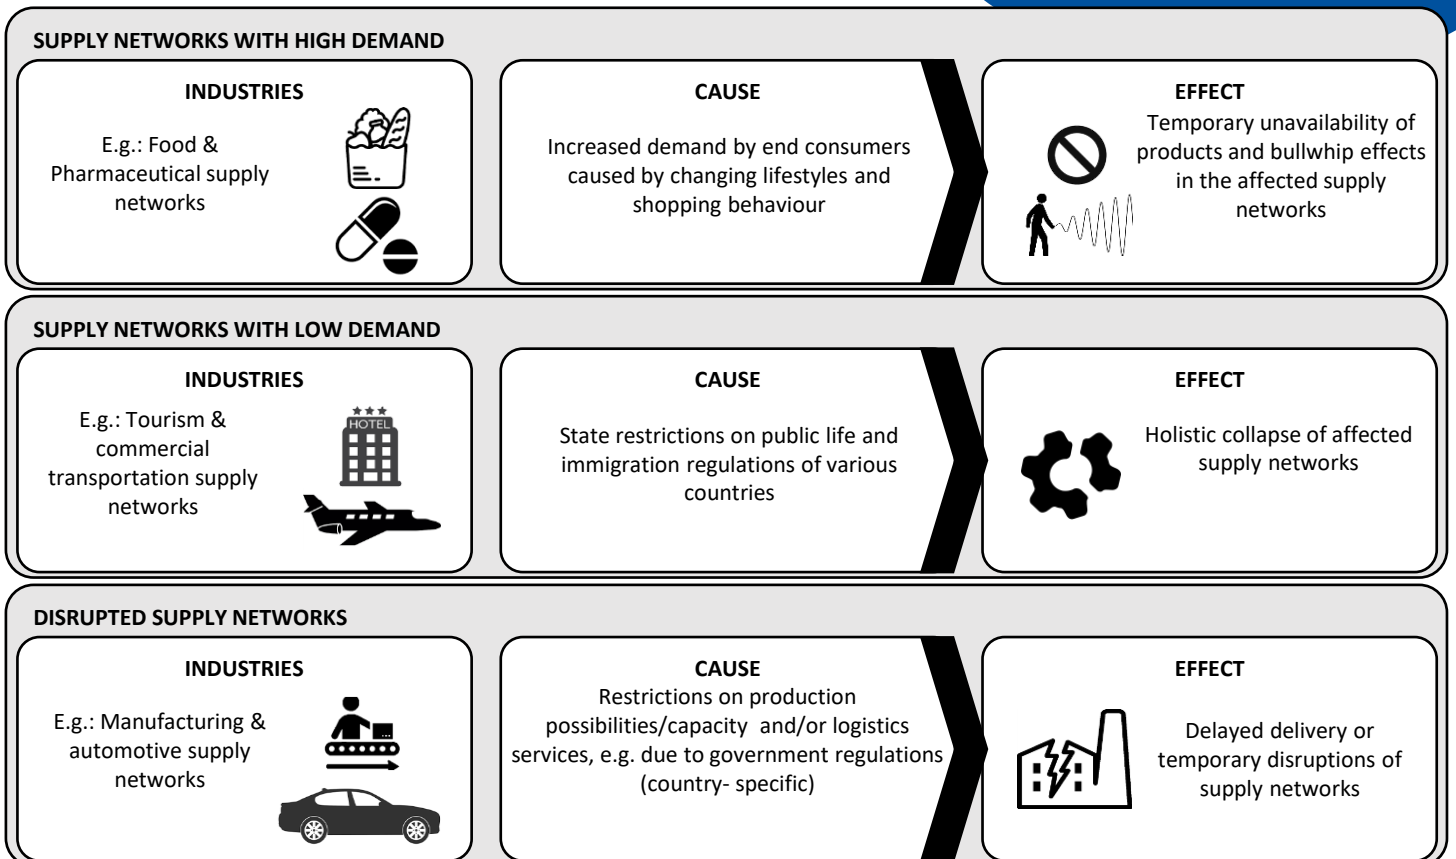 SUPPLY NETWORKS WITH HIGH DEMAND
INDUSTRIES
E.g.: Food &
Pharmaceutical supply
networks
CAUSE
Increased demand by end consumers
caused by changing lifestyles and
shopping behaviour
EFFECT
Temporary unavailability of
products and bullwhip effects
in the affected supply
networks
SUPPLY NETWORKS WITH LOW DEMAND
INDUSTRIES
E.g.: Tourism &
commercial
transportation supply
networks
HOTEL
CAUSE
State restrictions on public life and
immigration regulations of various
countries
EFFECT
Holistic collapse of affected
supply networks
DISRUPTED SUPPLY NETWORKS
INDUSTRIES
E.g.: Manufacturing &
automotive supply
networks
CAUSE
Restrictions on production
possibilities/capacity and/or logistics
services, e.g. due to government regulations
(country- specific)
EFFECT
Delayed delivery or
temporary disruptions of
supply networks